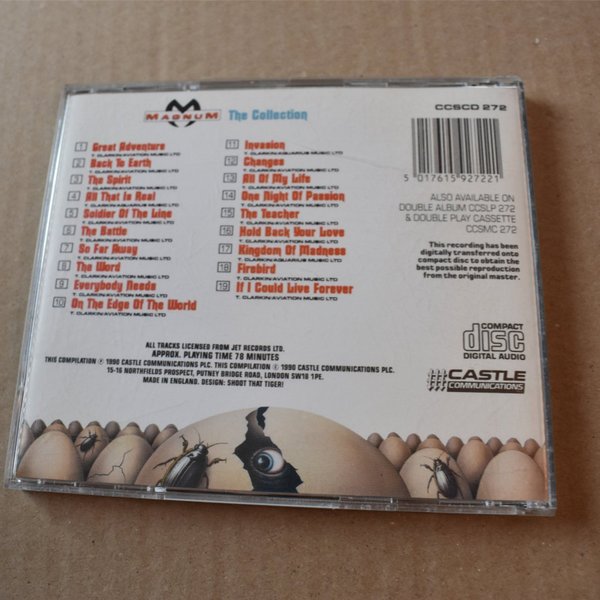 MAGNUM The Collection
1 Great Adventure
T. CLARKIN/AVIATION MUSIC LTD
2 Back To Earth
T. CLARKIN/AVIATION MUSIC LTD
3 The Spirit
T. CLARKIN/AVIATION MUSIC LTD
4 All That Is Real
T. CLARKIN/AQUARIUS MUSIC LTD
5 Soldier Of The Line
T. CLARKIN/AVIATION MUSIC LTD
6 The Battle
T. CLARKIN/AVIATION MUSIC LTD
7 So Far Away
T. CLARKIN/AVIATION MUSIC LTD
8 The Word
T. CLARKIN/AVIATION MUSIC LTD
9 Everybody Needs
T. CLARKIN/AVIATION MUSIC LTD
10 On The Edge Of The World
T. CLARKIN/AVIATION MUSIC LTD
11 Invasion
T. CLARKIN/AQUARIUS MUSIC LTD
12 Changes
T. CLARKIN/AVIATION MUSIC LTD
13 All Of My Life
T. CLARKIN/AQUARIUS MUSIC LTD
14 One Night Of Passion
T. CLARKIN/AVIATION MUSIC LTD
15 The Teacher
T. CLARKIN/AVIATION MUSIC LTD
16 Hold Back Your Love
T. CLARKIN/AVIATION MUSIC LTD
17 Kingdom Of Madness
T. CLARKIN/AQUARIUS MUSIC LTD
18 Firebird
T. CLARKIN/AQUARIUS MUSIC LTD
19 If I Could Live Forever
T. CLARKIN/AVIATION MUSIC LTD
CCSCD 272
5 017615 927221
ALSO AVAILABLE ON
DOUBLE ALBUM CCSLP 272
& DOUBLE PLAY CASSETTE
CCSMC 272
This recording has been
digitally transferred onto
compact disc to obtain the
best possible reproduction
from the original master.
COMPACT
disc
DIGITAL AUDIO
CASTLE
COMMUNICATIONS
ALL TRACKS LICENSED FROM JET RECORDS LTD.
APPROX. PLAYING TIME 78 MINUTES
THIS COMPILATION ℗ 1990 CASTLE COMMUNICATIONS PLC. THIS COMPILATION © 1990 CASTLE COMMUNICATIONS PLC.
15-16 NORTHFIELDS PROSPECT, PUTNEY BRIDGE ROAD, LONDON SW18 1PE.
MADE IN ENGLAND. DESIGN: SHOOT THAT TIGER!